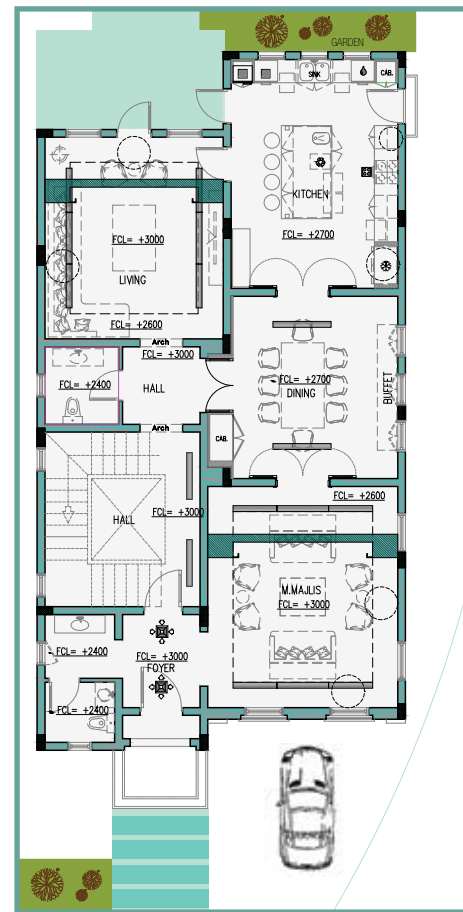 GARDEN
SINK
CAB.
KITCHEN
FCL= +2700
FCL= +3000
LIVING
FCL= +2600
Arch
FCL= +3000
FCL= +2400
HALL
FCL= +2700
DINING
BUFFET
Arch
CAB.
FCL= +2600
HALL
FCL= +3000
M.MAJLIS
FCL= +3000
FCL= +2400
FCL= +3000
FOYER
FCL= +2400